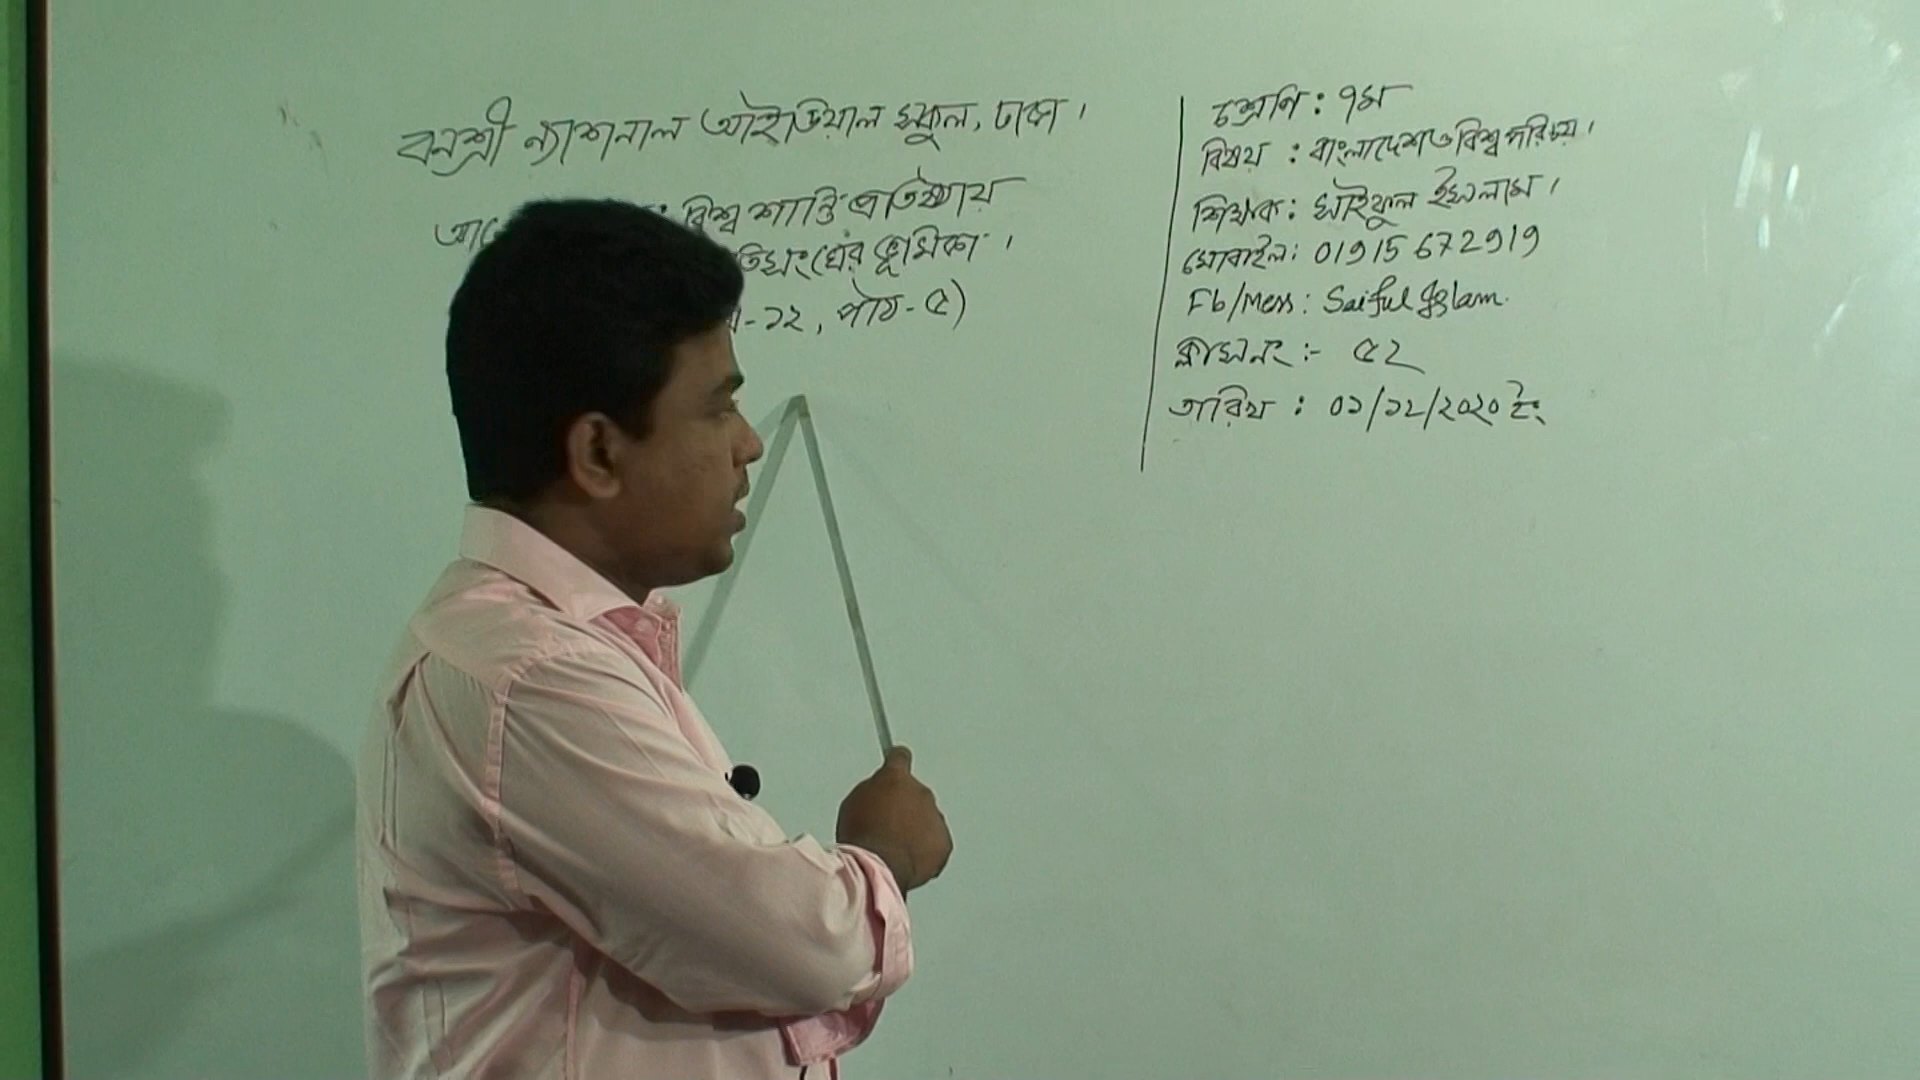 বনশ্রী ন্যাশনাল আইডিয়াল স্কুল, ঢাকা।
বিশ্ব শান্তি প্রতিষ্ঠায়
তিসংঘের ভূমিকা।
-১২, পাঠ-৫)
শ্রেণি : ৭ম
বিষয় : বাংলাদেশ ও বিশ্ব পরিচয়।
শিক্ষক : সাইফুল ইসলাম।
মোবাইল : 01915 672919
Fb/Mess : Saiful Islam.
ক্লাস নং :- ৫২
তারিখ : ০১/১২/২০২০ ইং